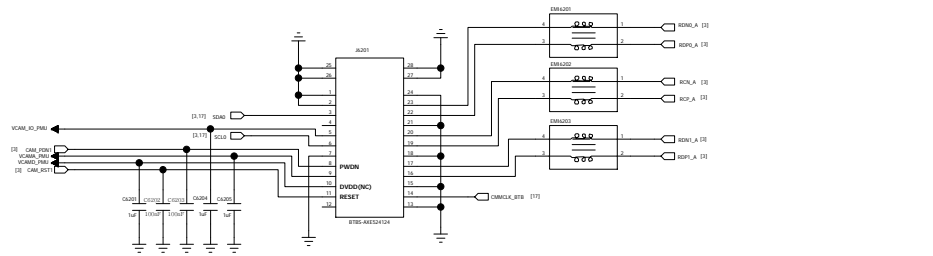 EMI6201
4 1 RDN0_A [3]
3 2 RDP0_A [3]
J6201
EMI6202
25 28
26 27
4 1 RCN_A [3]
1 24
3 2 RCP_A [3]
2 23
[3,17] SDA0 3 22
4 21
EMI6203
VCAM_IO_PMU 5 20
[3,17] SCL0 6 19
4 1 RDN1_A [3]
[3] CAM_PDN1 7 18
VCAMA_PMU
3 2 RDP1_A [3]
VCAMD_PMU 8 PWDN 17
[3] CAM_RST1 9 16
10 DVDD(NC) 15
11 RESET 14 CMMCLK_BTB [17]
C6201 C6202 C6203 C6204 C6205
12 13
1uF 100nF 100nF 1uF 1uF
BTB5-AXE524124